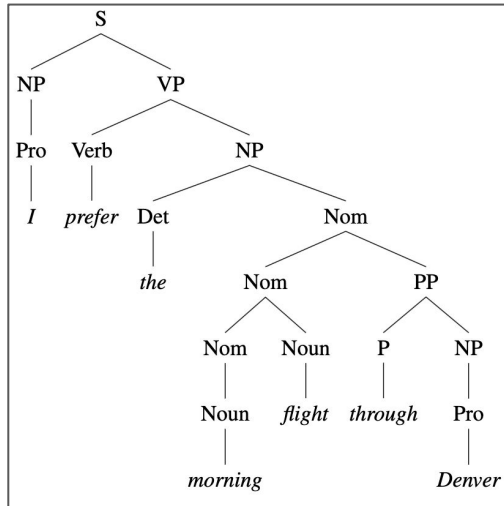 S
NP VP
Pro Verb NP
I prefer Det Nom
the Nom PP
Nom Noun P NP
Noun flight through Pro
morning Denver